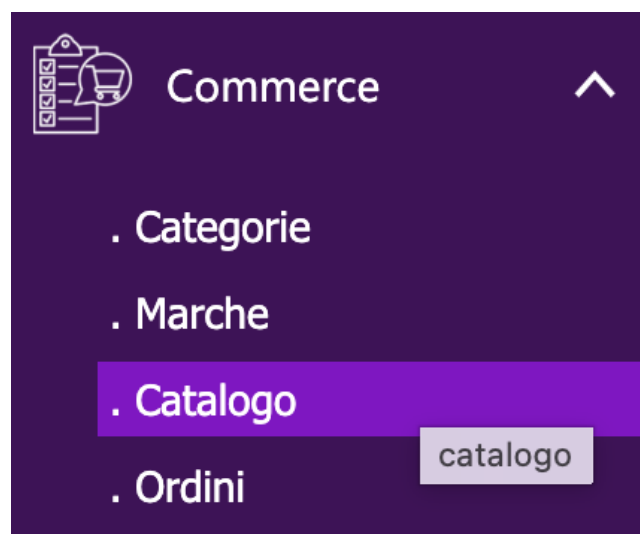 Commerce
. Categorie
. Marche
. Catalogo
catalogo
. Ordini